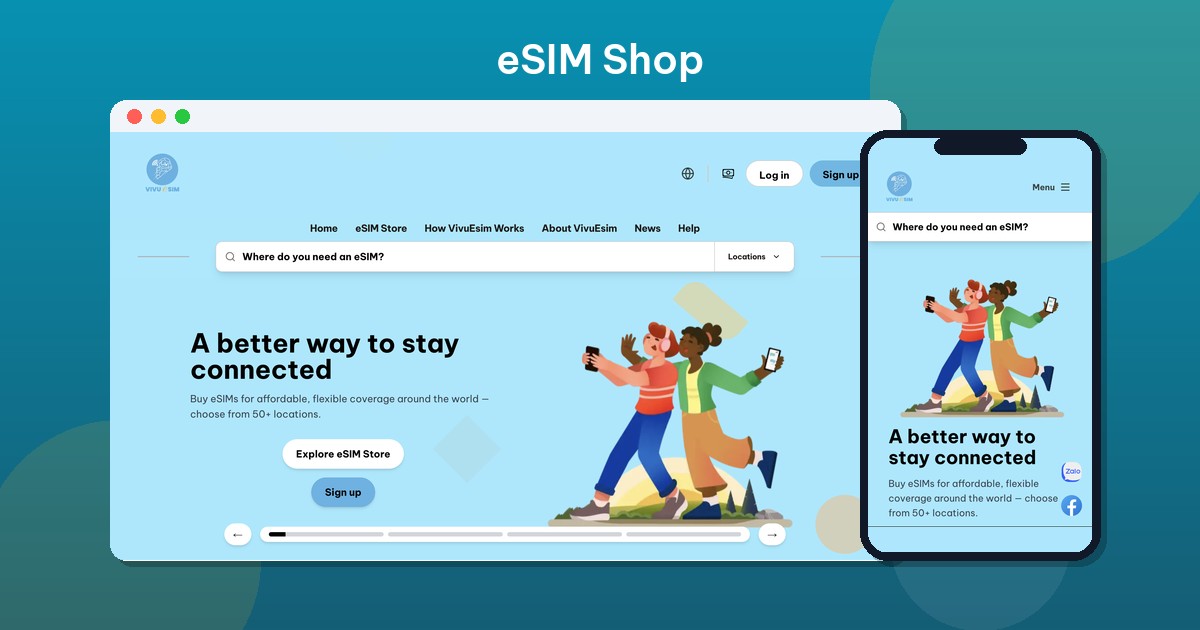 eSIM Shop
VIVU eSIM
Log in
Sign up
Home eSIM Store How VivuEsim Works About VivuEsim News Help
Where do you need an eSIM?
Locations
A better way to stay
connected
Buy eSIMs for affordable, flexible coverage around the world —
choose from 50+ locations.
Explore eSIM Store
Sign up
← →
VIVU eSIM
Menu
Where do you need an eSIM?
A better way to
stay connected
Buy eSIMs for affordable, flexible
coverage around the world — choose
from 50+ locations.
Zalo